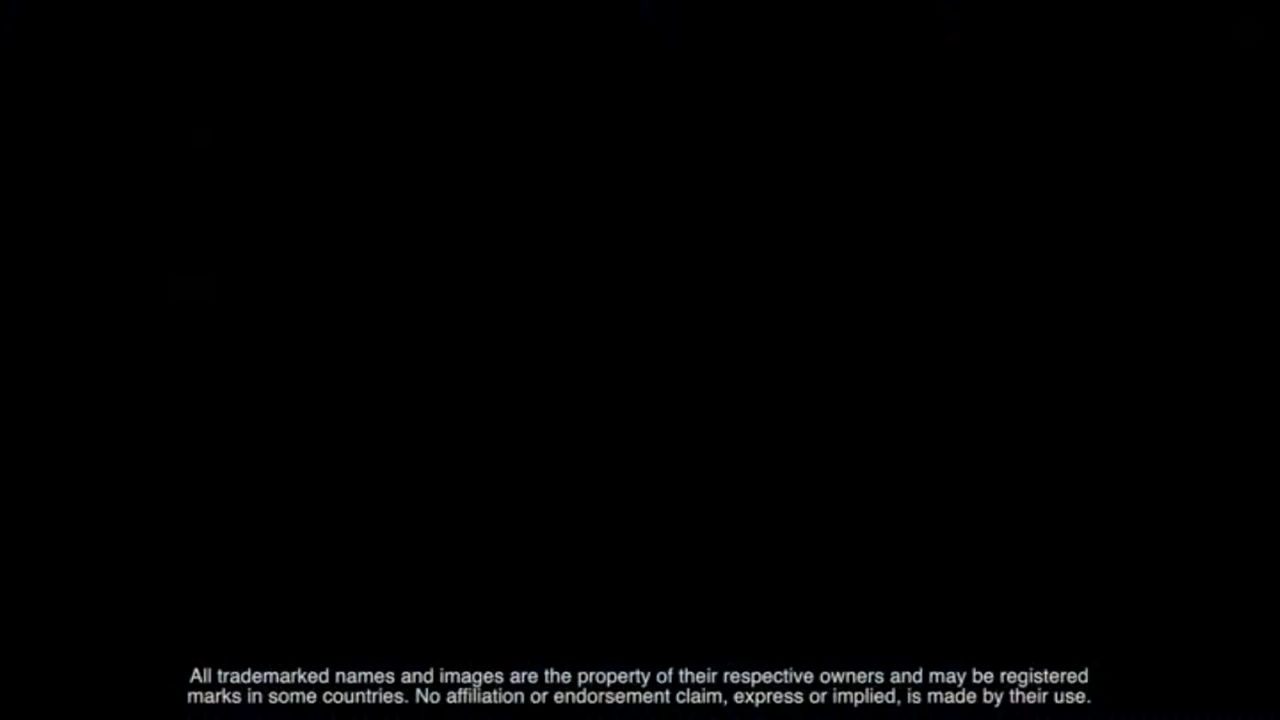 All trademarked names and images are the property of their respective owners and may be registered
marks in some countries. No affiliation or endorsement claim, express or implied, is made by their use.